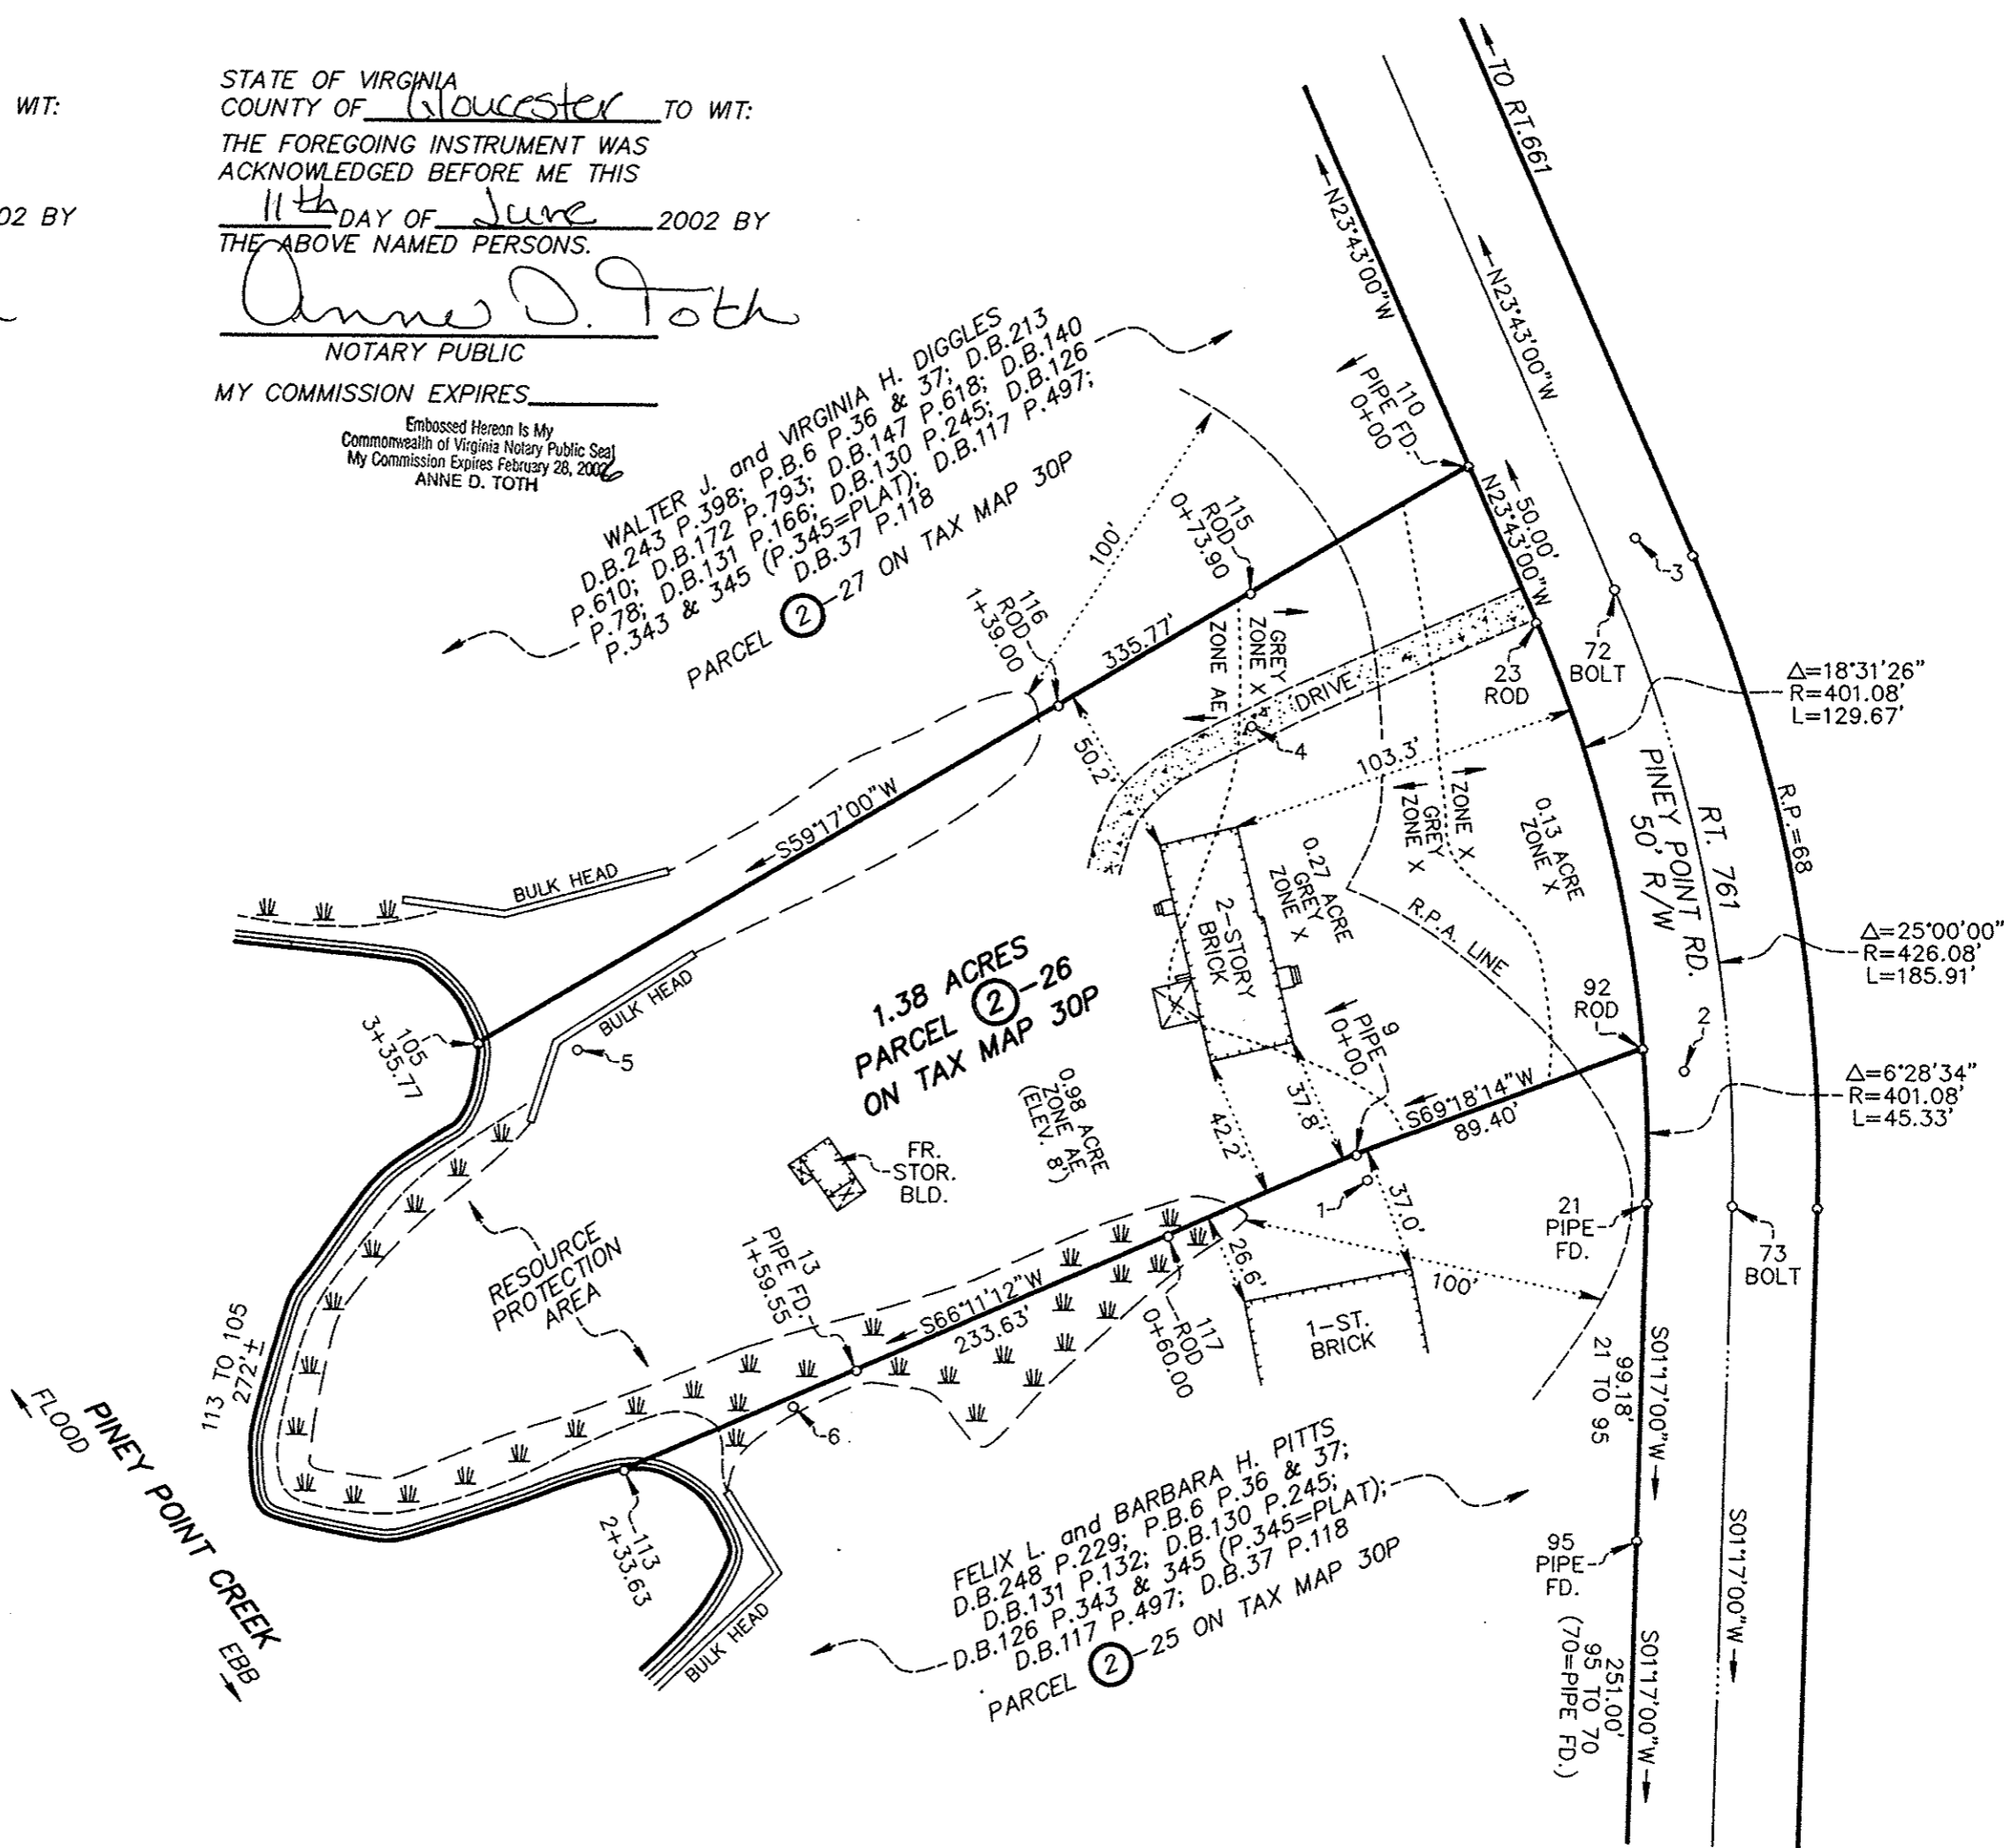 WIT:
02 BY
STATE OF VIRGINIA
COUNTY OF Gloucester TO WIT:
THE FOREGOING INSTRUMENT WAS
ACKNOWLEDGED BEFORE ME THIS
11th DAY OF June 2002 BY
THE ABOVE NAMED PERSONS.
Anne D. Toth
NOTARY PUBLIC
MY COMMISSION EXPIRES
Embossed Hereon Is My
Commonwealth of Virginia Notary Public Seal
My Commission Expires February 28, 2006
ANNE D. TOTH
TO RT.661
N23°43'00"W
N23°43'00"W
WALTER J. and VIRGINIA H. DIGGLES
D.B.243 P.398; P.B.6 P.36 & 37; D.B.213
P.610; D.B.172 P.793; D.B.147 P.618; D.B.140
P.78; D.B.131 P.166; D.B.130 P.245; D.B.126
P.343 & 345 (P.345=PLAT); D.B.117 P.497;
D.B.37 P.118
PARCEL 2-27 ON TAX MAP 30P
100'
110
PIPE FD.
0+00
50.00'
N23°43'00"W
3
115
ROD
0+73.90
116
ROD
1+39.00
335.77'
S59°17'00"W
GREY
ZONE X
ZONE AE
DRIVE
4
50.2'
103.3'
23
ROD
72
BOLT
Δ=18°31'26"
R=401.08'
L=129.67'
ZONE X
GREY
ZONE X
0.13 ACRE
ZONE X
PINEY POINT RD.
50' R/W
RT. 761
R.P.=68
0.27 ACRE
GREY
ZONE X
2-STORY
BRICK
R.P.A. LINE
Δ=25°00'00"
R=426.08'
L=185.91'
BULK HEAD
BULK HEAD
105
3+35.77
5
1.38 ACRES
PARCEL 2-26
ON TAX MAP 30P
92
ROD
2
9
PIPE
0+00
S69°18'14"W
89.40'
Δ=6°28'34"
R=401.08'
L=45.33'
37.8'
42.2'
0.98 ACRE
ZONE AE
(ELEV. 8')
FR.
STOR.
BLD.
1
37.0'
21
PIPE
FD.
73
BOLT
RESOURCE
PROTECTION
AREA
13
PIPE FD.
1+59.55
S66°11'12"W
233.63'
117
ROD
0+60.00
26.6'
100'
1-ST.
BRICK
6
113 TO 105
272'±
S01°17'00"W
99.18'
21 TO 95
FLOOD
PINEY POINT CREEK
EBB
113
2+33.63
BULK HEAD
FELIX L. and BARBARA H. PITTS
D.B.248 P.229; P.B.6 P.36 & 37;
D.B.131 P.132; D.B.130 P.245;
D.B.126 P.343 & 345 (P.345=PLAT);
D.B.117 P.497; D.B.37 P.118
PARCEL 2-25 ON TAX MAP 30P
95
PIPE
FD.
S01°17'00"W
S01°17'00"W
251.00'
95 TO 70
(70=PIPE FD.)